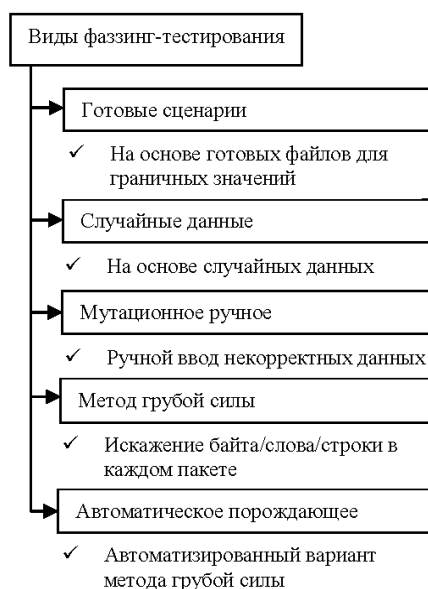 Виды фаззинг-тестирования
Готовые сценарии
✓ На основе готовых файлов для
граничных значений
Случайные данные
✓ На основе случайных данных
Мутационное ручное
✓ Ручной ввод некорректных данных
Метод грубой силы
✓ Искажение байта/слова/строки в
каждом пакете
Автоматическое порождающее
✓ Автоматизированный вариант
метода грубой силы